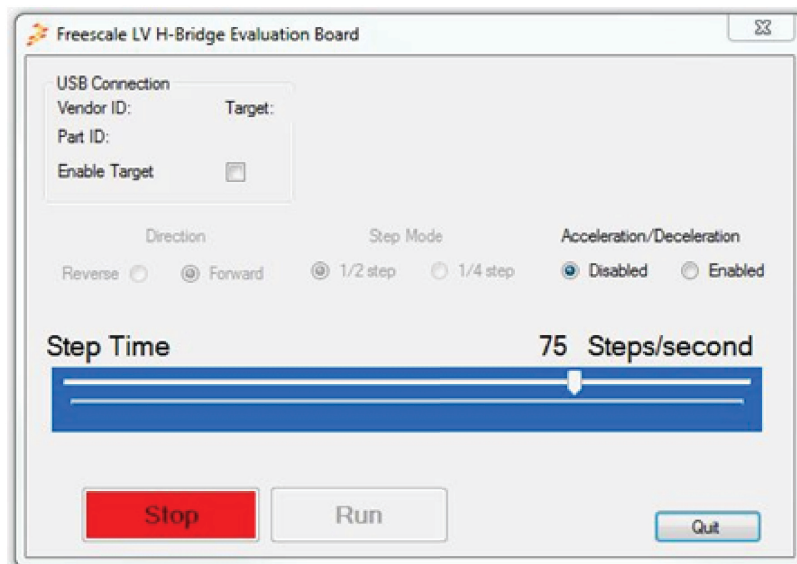 Freescale LV H-Bridge Evaluation Board
USB Connection
Vendor ID: Target:
Part ID:
Enable Target
Direction Step Mode Acceleration/Deceleration
Reverse Forward 1/2 step 1/4 step Disabled Enabled
Step Time 75 Steps/second
Stop Run Quit